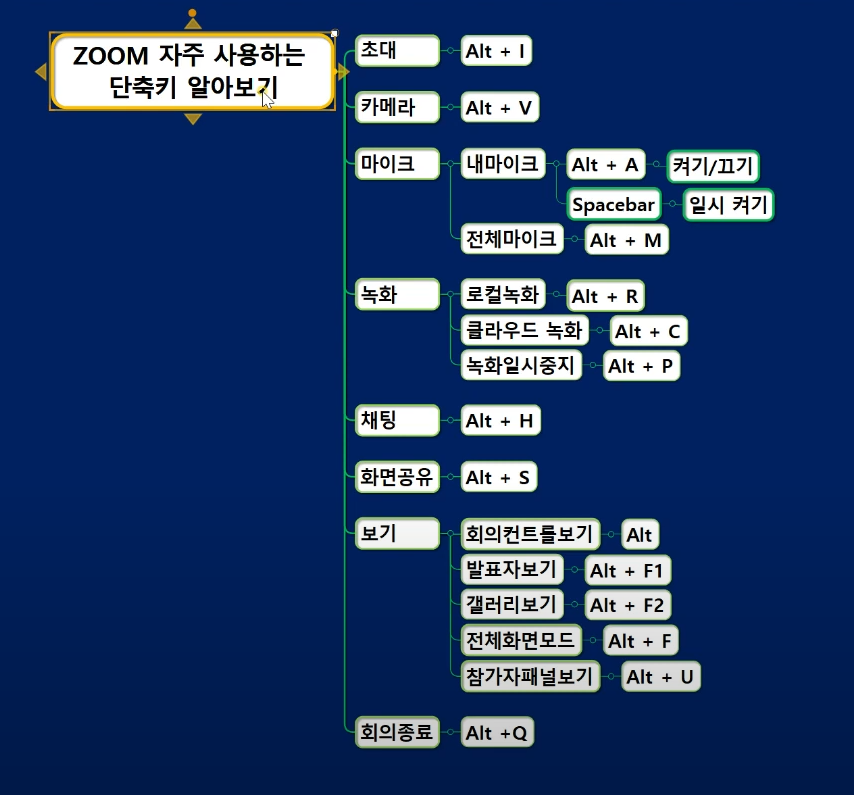 ZOOM 자주 사용하는
단축키 알아보기
초대
Alt + I
카메라
Alt + V
마이크
내마이크
Alt + A
켜기/끄기
Spacebar
일시 켜기
전체마이크
Alt + M
녹화
로컬녹화
Alt + R
클라우드 녹화
Alt + C
녹화일시중지
Alt + P
채팅
Alt + H
화면공유
Alt + S
보기
회의컨트롤보기
Alt
발표자보기
Alt + F1
갤러리보기
Alt + F2
전체화면모드
Alt + F
참가자패널보기
Alt + U
회의종료
Alt +Q